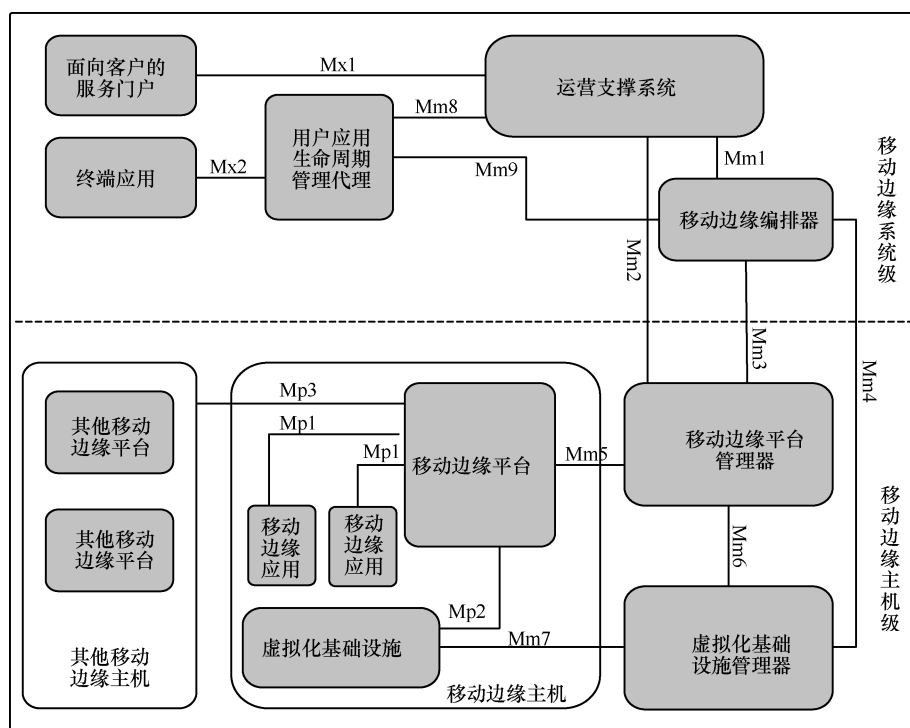 面向客户的
服务门户
Mx1
运营支撑系统
Mm8
用户应用
生命周期
管理代理
终端应用
Mx2
Mm9
Mm1
移动边缘编排器
移动边缘系统级
Mm2
Mm3
Mm4
Mp3
Mp1
Mp1
其他移动
边缘平台
移动边缘平台
Mm5
移动边缘平台
管理器
其他移动
边缘平台
移动
边缘
应用
移动
边缘
应用
Mm6
移动边缘主机级
Mp2
虚拟化基础设施
Mm7
虚拟化基础
设施管理器
其他移动
边缘主机
移动边缘主机